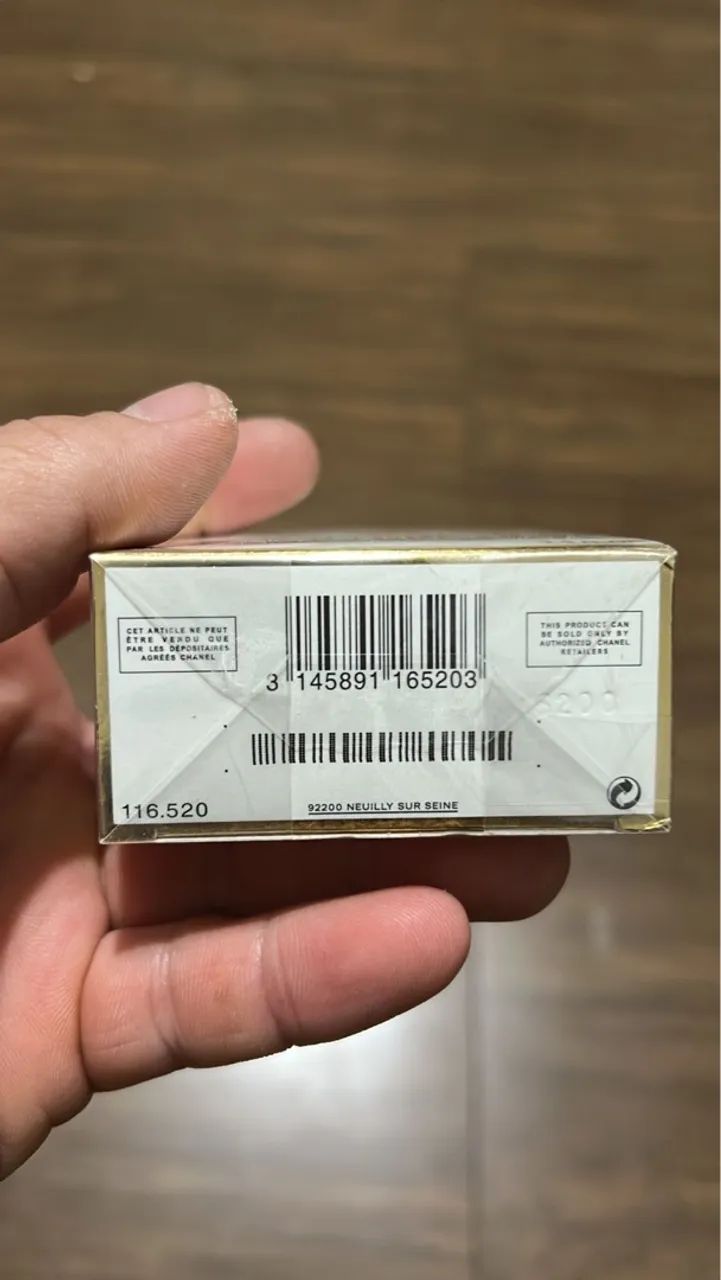 CET ARTICLE NE PEUT
ÊTRE VENDU QUE
PAR LES DÉPOSITAIRES
AGRÉÉS CHANEL
THIS PRODUCT CAN
BE SOLD ONLY BY
AUTHORIZED CHANEL
RETAILERS
3 145891 165203
116.520
92200 NEUILLY SUR SEINE